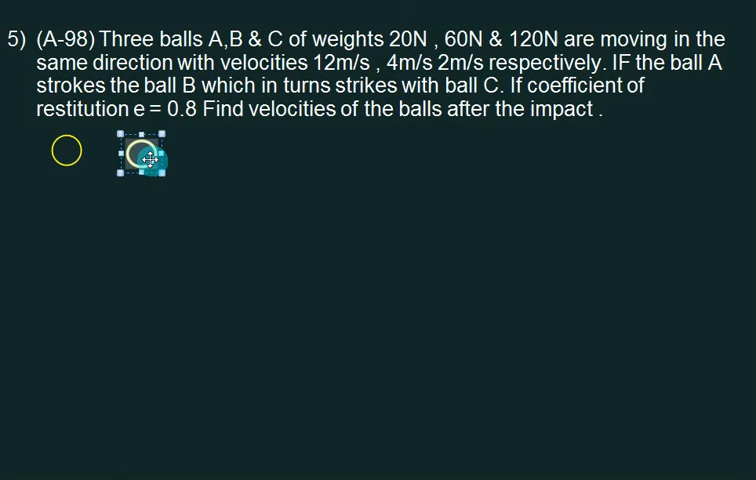 5) (A-98) Three balls A,B & C of weights 20N , 60N & 120N are moving in the
same direction with velocities 12m/s , 4m/s 2m/s respectively. IF the ball A
strokes the ball B which in turns strikes with ball C. If coefficient of
restitution e = 0.8 Find velocities of the balls after the impact .